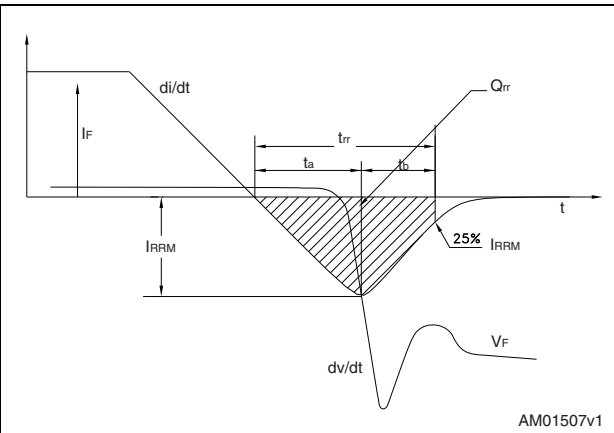 di/dt
Qrr
IF
trr
ta
tb
t
IRRM
25% IRRM
VF
dv/dt
AM01507v1